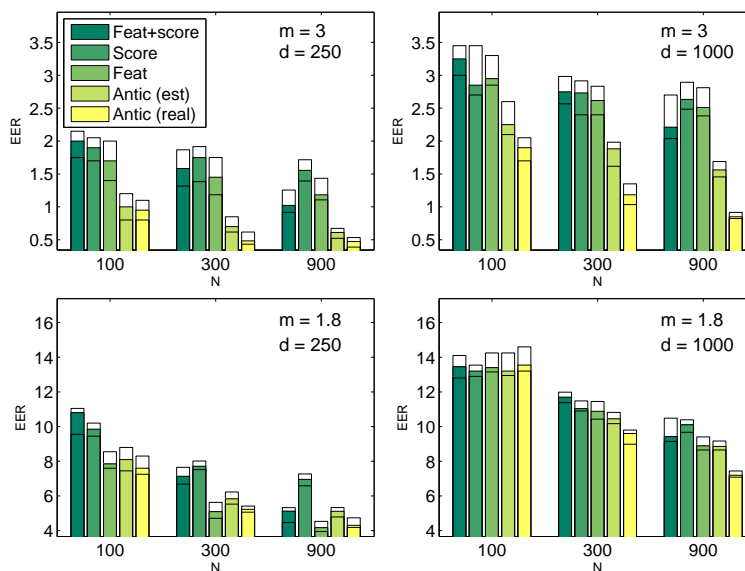 Feat+score
Score
Feat
Antic (est)
Antic (real)
m = 3
d = 250
3.5
3
2.5
2
1.5
1
0.5
EER
100 300 900
N
m = 3
d = 1000
3.5
3
2.5
2
1.5
1
0.5
EER
100 300 900
N
m = 1.8
d = 250
16
14
12
10
8
6
4
EER
100 300 900
N
m = 1.8
d = 1000
16
14
12
10
8
6
4
EER
100 300 900
N